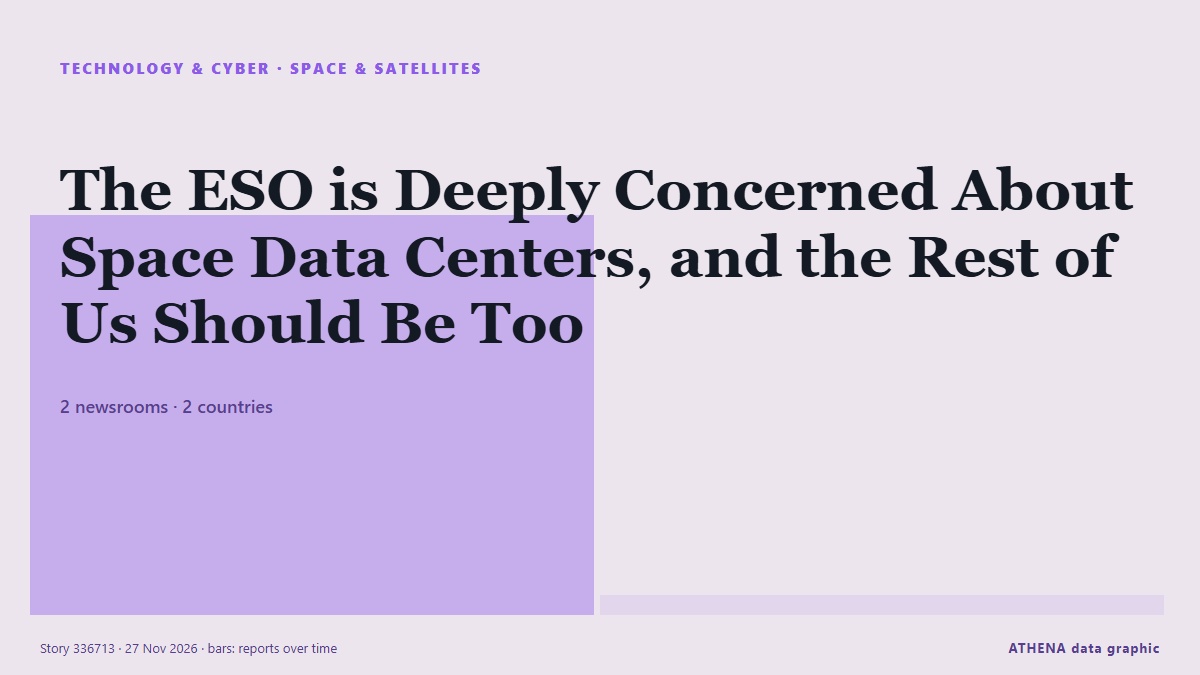 TECHNOLOGY & CYBER · SPACE & SATELLITES
The ESO is Deeply Concerned About
Space Data Centers, and the Rest of
Us Should Be Too
2 newsrooms · 2 countries
Story 336713 · 27 Nov 2026 · bars: reports over time
ATHENA data graphic